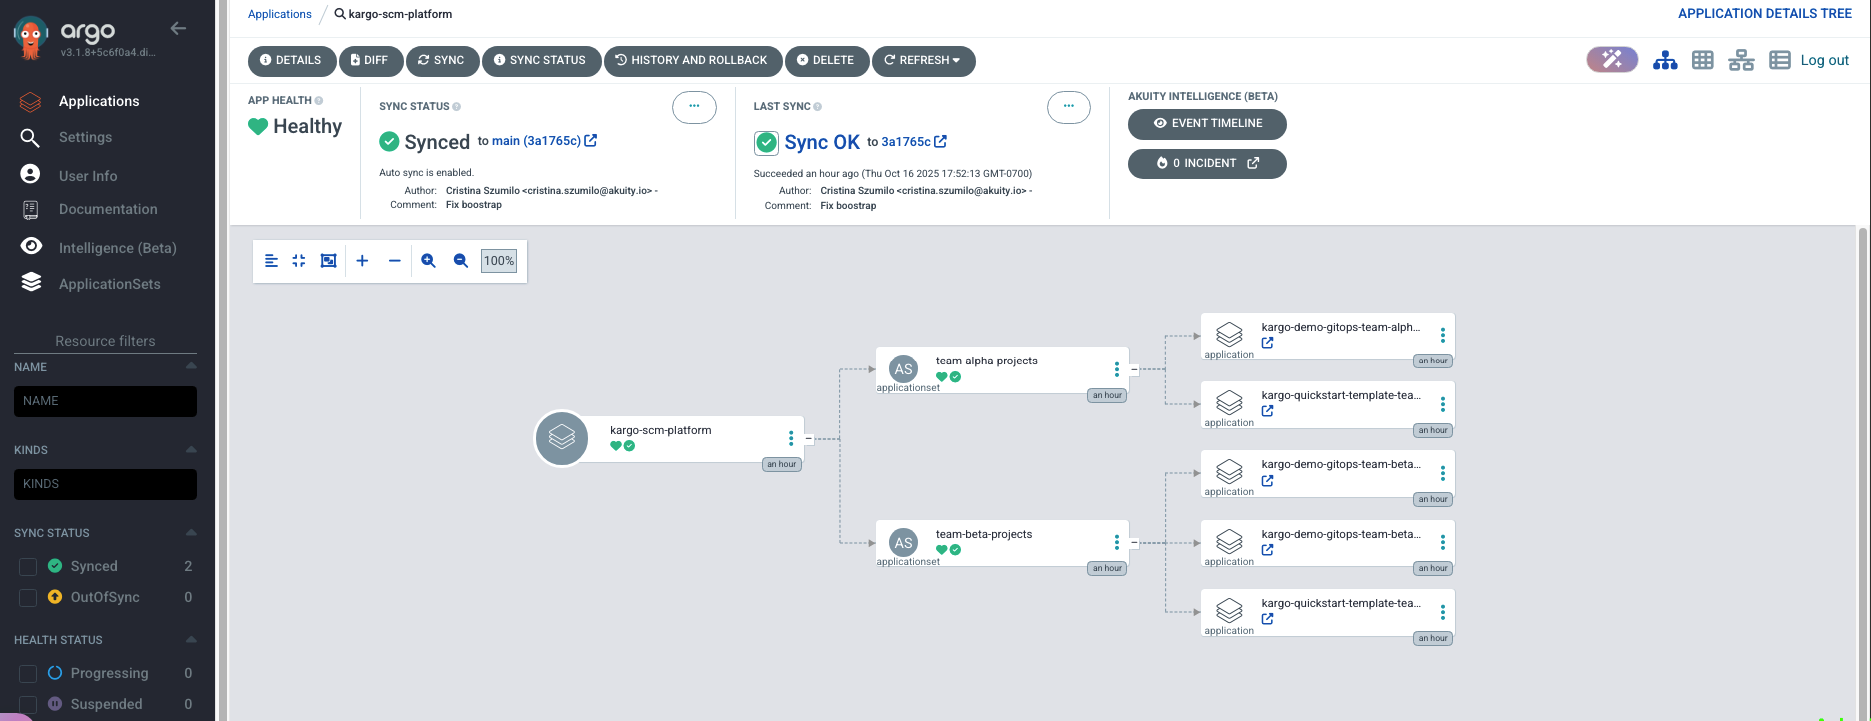 argo
v3.1.8+5c6f0a4.di...
Applications
Settings
User Info
Documentation
Intelligence (Beta)
ApplicationSets
Resource filters
NAME
NAME
KINDS
KINDS
SYNC STATUS
Synced 2
OutOfSync 0
HEALTH STATUS
Progressing 0
Suspended 0
Applications / kargo-scm-platform
APPLICATION DETAILS TREE
DETAILS DIFF SYNC SYNC STATUS HISTORY AND ROLLBACK DELETE REFRESH
Log out
APP HEALTH
Healthy
SYNC STATUS
...
Synced to main (3a1765c)
Auto sync is enabled.
Author: Cristina Szumilo <cristina.szumilo@akuity.io> -
Comment: Fix boostrap
LAST SYNC
...
Sync OK to 3a1765c
Succeeded an hour ago (Thu Oct 16 2025 17:52:13 GMT-0700)
Author: Cristina Szumilo <cristina.szumilo@akuity.io> -
Comment: Fix boostrap
AKUITY INTELLIGENCE (BETA)
EVENT TIMELINE
0 INCIDENT
100%
kargo-scm-platform
an hour
AS
team alpha projects
applicationset
an hour
AS
team-beta-projects
applicationset
an hour
kargo-demo-gitops-team-alph...
application
an hour
kargo-quickstart-template-tea...
application
an hour
kargo-demo-gitops-team-beta...
application
an hour
kargo-demo-gitops-team-beta...
application
an hour
kargo-quickstart-template-tea...
application
an hour